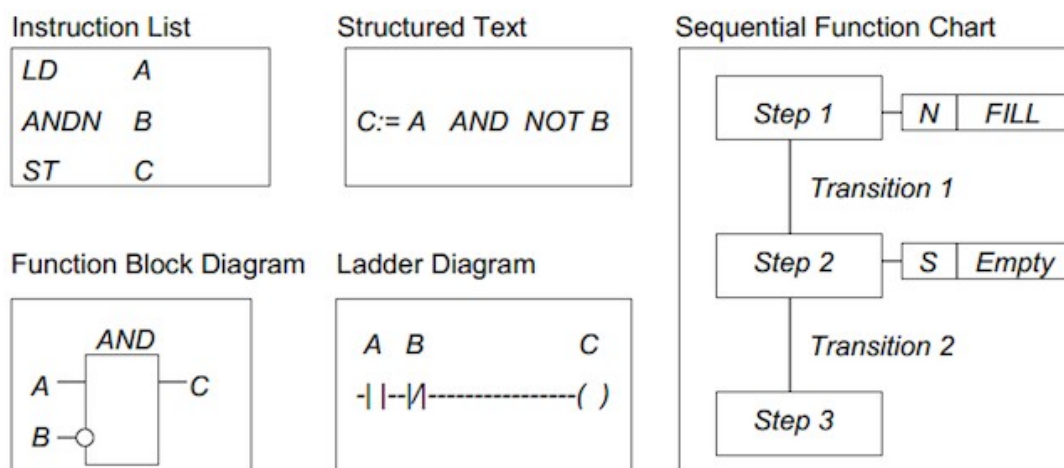 Instruction List
LD A
ANDN B
ST C
Structured Text
C:= A AND NOT B
Sequential Function Chart
Step 1 N FILL
Transition 1
Step 2 S Empty
Transition 2
Step 3
Function Block Diagram
AND
A C
B
Ladder Diagram
A B C
-| |--|/|----------------( )